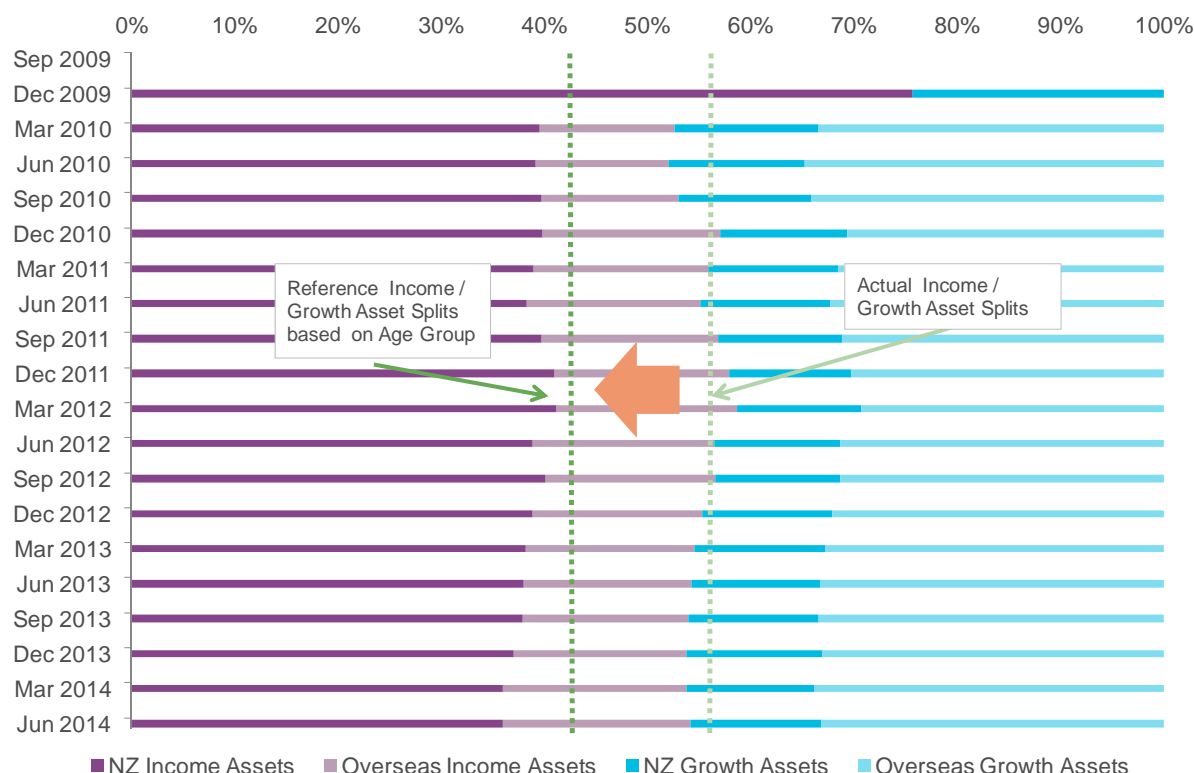 0% 10% 20% 30% 40% 50% 60% 70% 80% 90% 100%
Sep 2009
Dec 2009
Mar 2010
Jun 2010
Sep 2010
Dec 2010
Mar 2011
Jun 2011
Sep 2011
Dec 2011
Mar 2012
Jun 2012
Sep 2012
Dec 2012
Mar 2013
Jun 2013
Sep 2013
Dec 2013
Mar 2014
Jun 2014
Reference Income /
Growth Asset Splits
based on Age Group
Actual Income /
Growth Asset Splits
NZ Income Assets Overseas Income Assets NZ Growth Assets Overseas Growth Assets